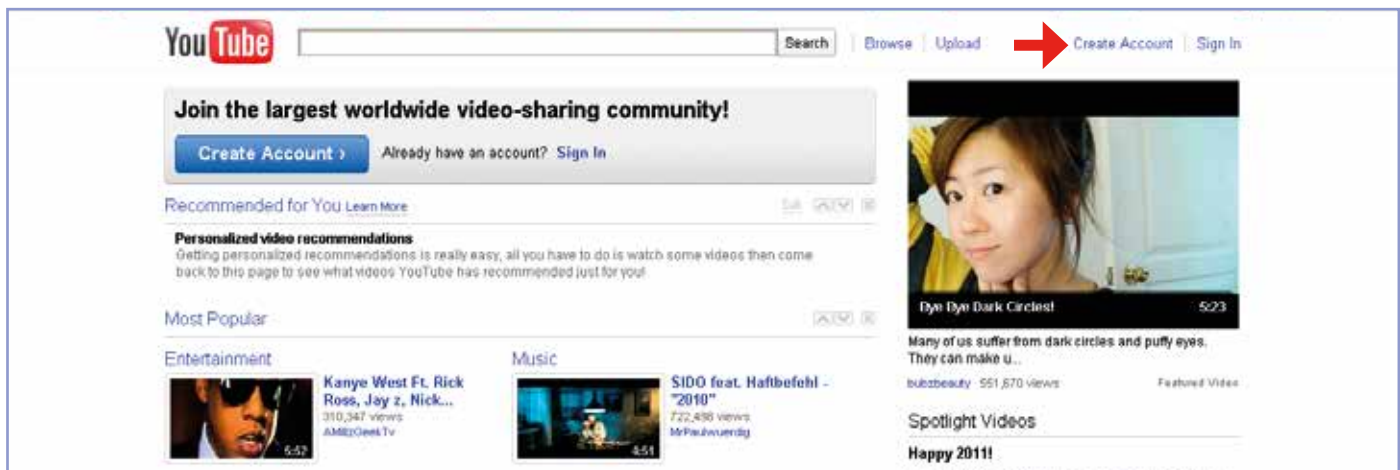 YouTube
Search
Browse
Upload
Create Account
Sign In
Join the largest worldwide video-sharing community!
Create Account ›
Already have an account? Sign In
Recommended for You Learn More
Edit
Personalized video recommendations
Getting personalized recommendations is really easy, all you have to do is watch some videos then come
back to this page to see what videos YouTube has recommended just for you!
Most Popular
Entertainment
Kanye West Ft. Rick
Ross, Jay z, Nick...
310,347 views
5:52
Music
SIDO feat. Haftbefehl -
"2010"
722,498 views
MrPaulwuerdig
4:51
Bye Bye Dark Circles!
5:23
Many of us suffer from dark circles and puffy eyes.
They can make u...
bubzbeauty 551,670 views
Featured Video
Spotlight Videos
Happy 2011!